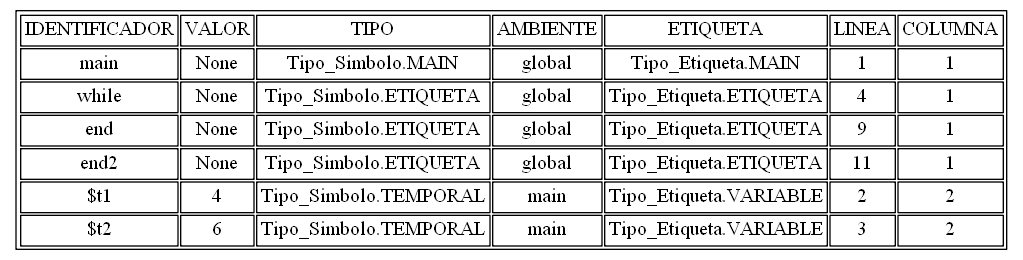 IDENTIFICADOR VALOR TIPO AMBIENTE ETIQUETA LINEA COLUMNA
main None Tipo_Simbolo.MAIN global Tipo_Etiqueta.MAIN 1 1
while None Tipo_Simbolo.ETIQUETA global Tipo_Etiqueta.ETIQUETA 4 1
end None Tipo_Simbolo.ETIQUETA global Tipo_Etiqueta.ETIQUETA 9 1
end2 None Tipo_Simbolo.ETIQUETA global Tipo_Etiqueta.ETIQUETA 11 1
$t1 4 Tipo_Simbolo.TEMPORAL main Tipo_Etiqueta.VARIABLE 2 2
$t2 6 Tipo_Simbolo.TEMPORAL main Tipo_Etiqueta.VARIABLE 3 2